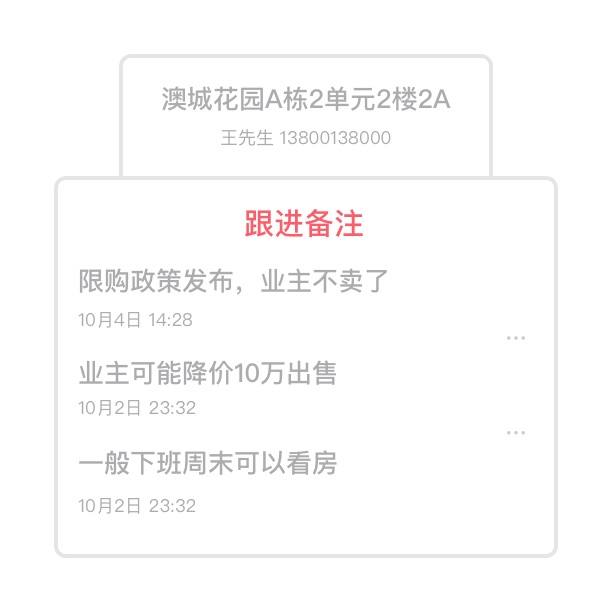 澳城花园A栋2单元2楼2A
王先生 13800138000
跟进备注
限购政策发布，业主不卖了
10月4日 14:28
...
业主可能降价10万出售
10月2日 23:32
...
一般下班周末可以看房
10月2日 23:32